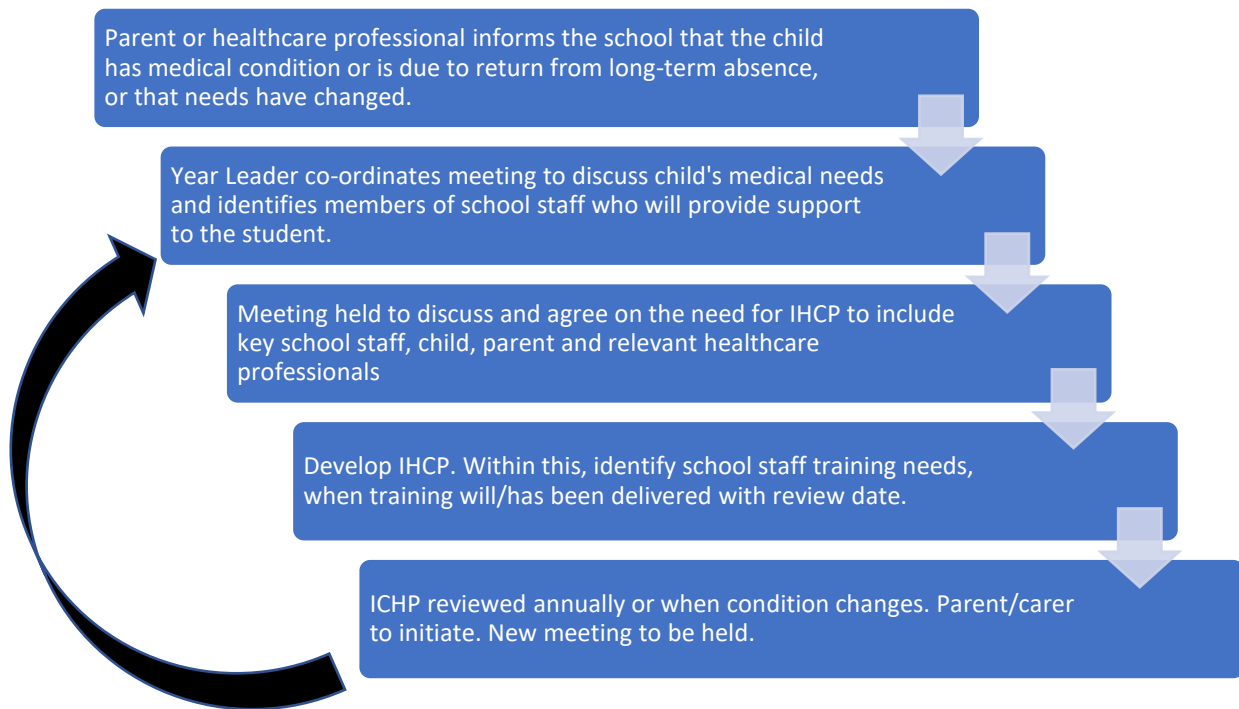 Parent or healthcare professional informs the school that the child
has medical condition or is due to return from long-term absence,
or that needs have changed.
Year Leader co-ordinates meeting to discuss child's medical needs
and identifies members of school staff who will provide support
to the student.
Meeting held to discuss and agree on the need for IHCP to include
key school staff, child, parent and relevant healthcare
professionals
Develop IHCP. Within this, identify school staff training needs,
when training will/has been delivered with review date.
ICHP reviewed annually or when condition changes. Parent/carer
to initiate. New meeting to be held.